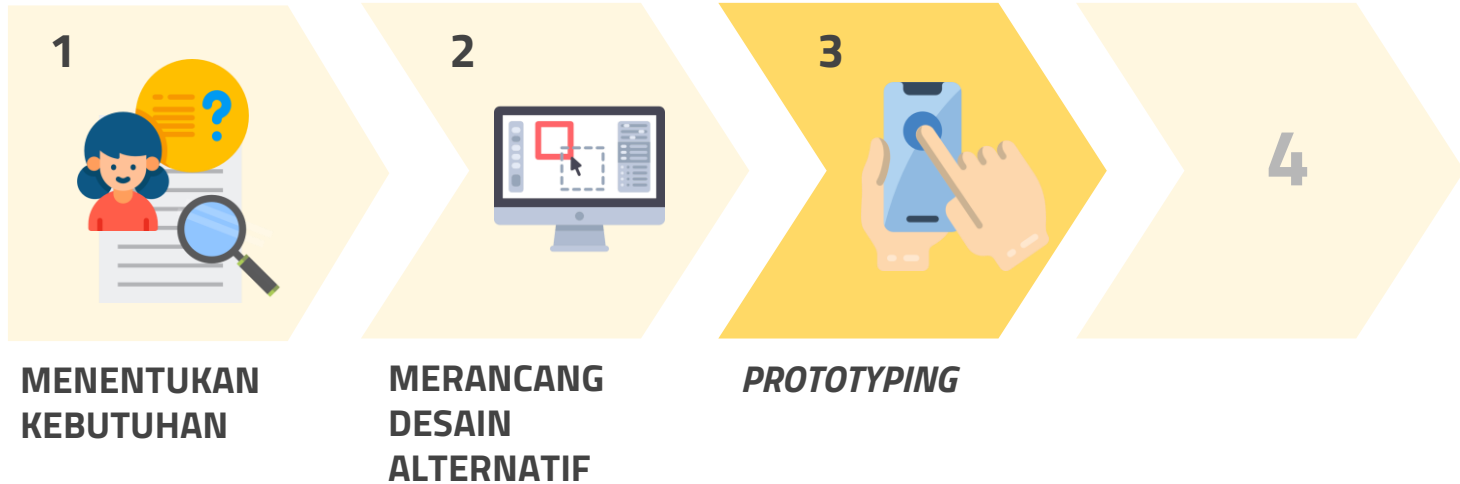 1
2
3
4
?
MENENTUKAN
KEBUTUHAN
MERANCANG
DESAIN
ALTERNATIF
PROTOTYPING